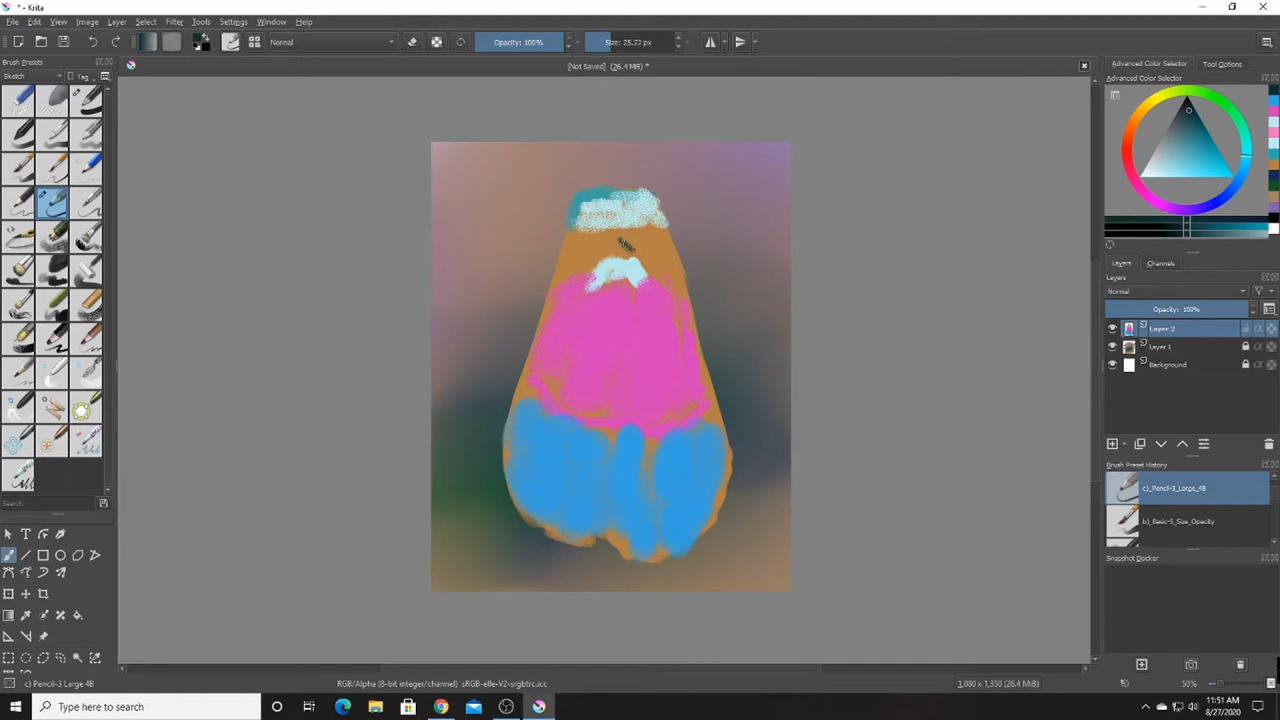 * - Krita
File Edit View Image Layer Select Filter Tools Settings Window Help
Normal Opacity: 100% Size: 25.22 px
Brush Presets
[Not Saved] (26.4 MiB) *
Advanced Color Selector Tool Options
Sketch Tag
Advanced Color Selector
Layers Channels
Layers
Normal
Opacity: 100%
Layer 2
Layer 1
Background
Brush Preset History
c)_Pencil-3_Large_4B
Search
b)_Basic-5_Size_Opacity
Snapshot Docker
c) Pencil-3 Large 4B RGB/Alpha (8-bit integer/channel) sRGB-elle-V2-srgbtrc.icc 1,080 x 1,350 (26.4 MiB) 50%
Type here to search
11:51 AM
8/27/2020